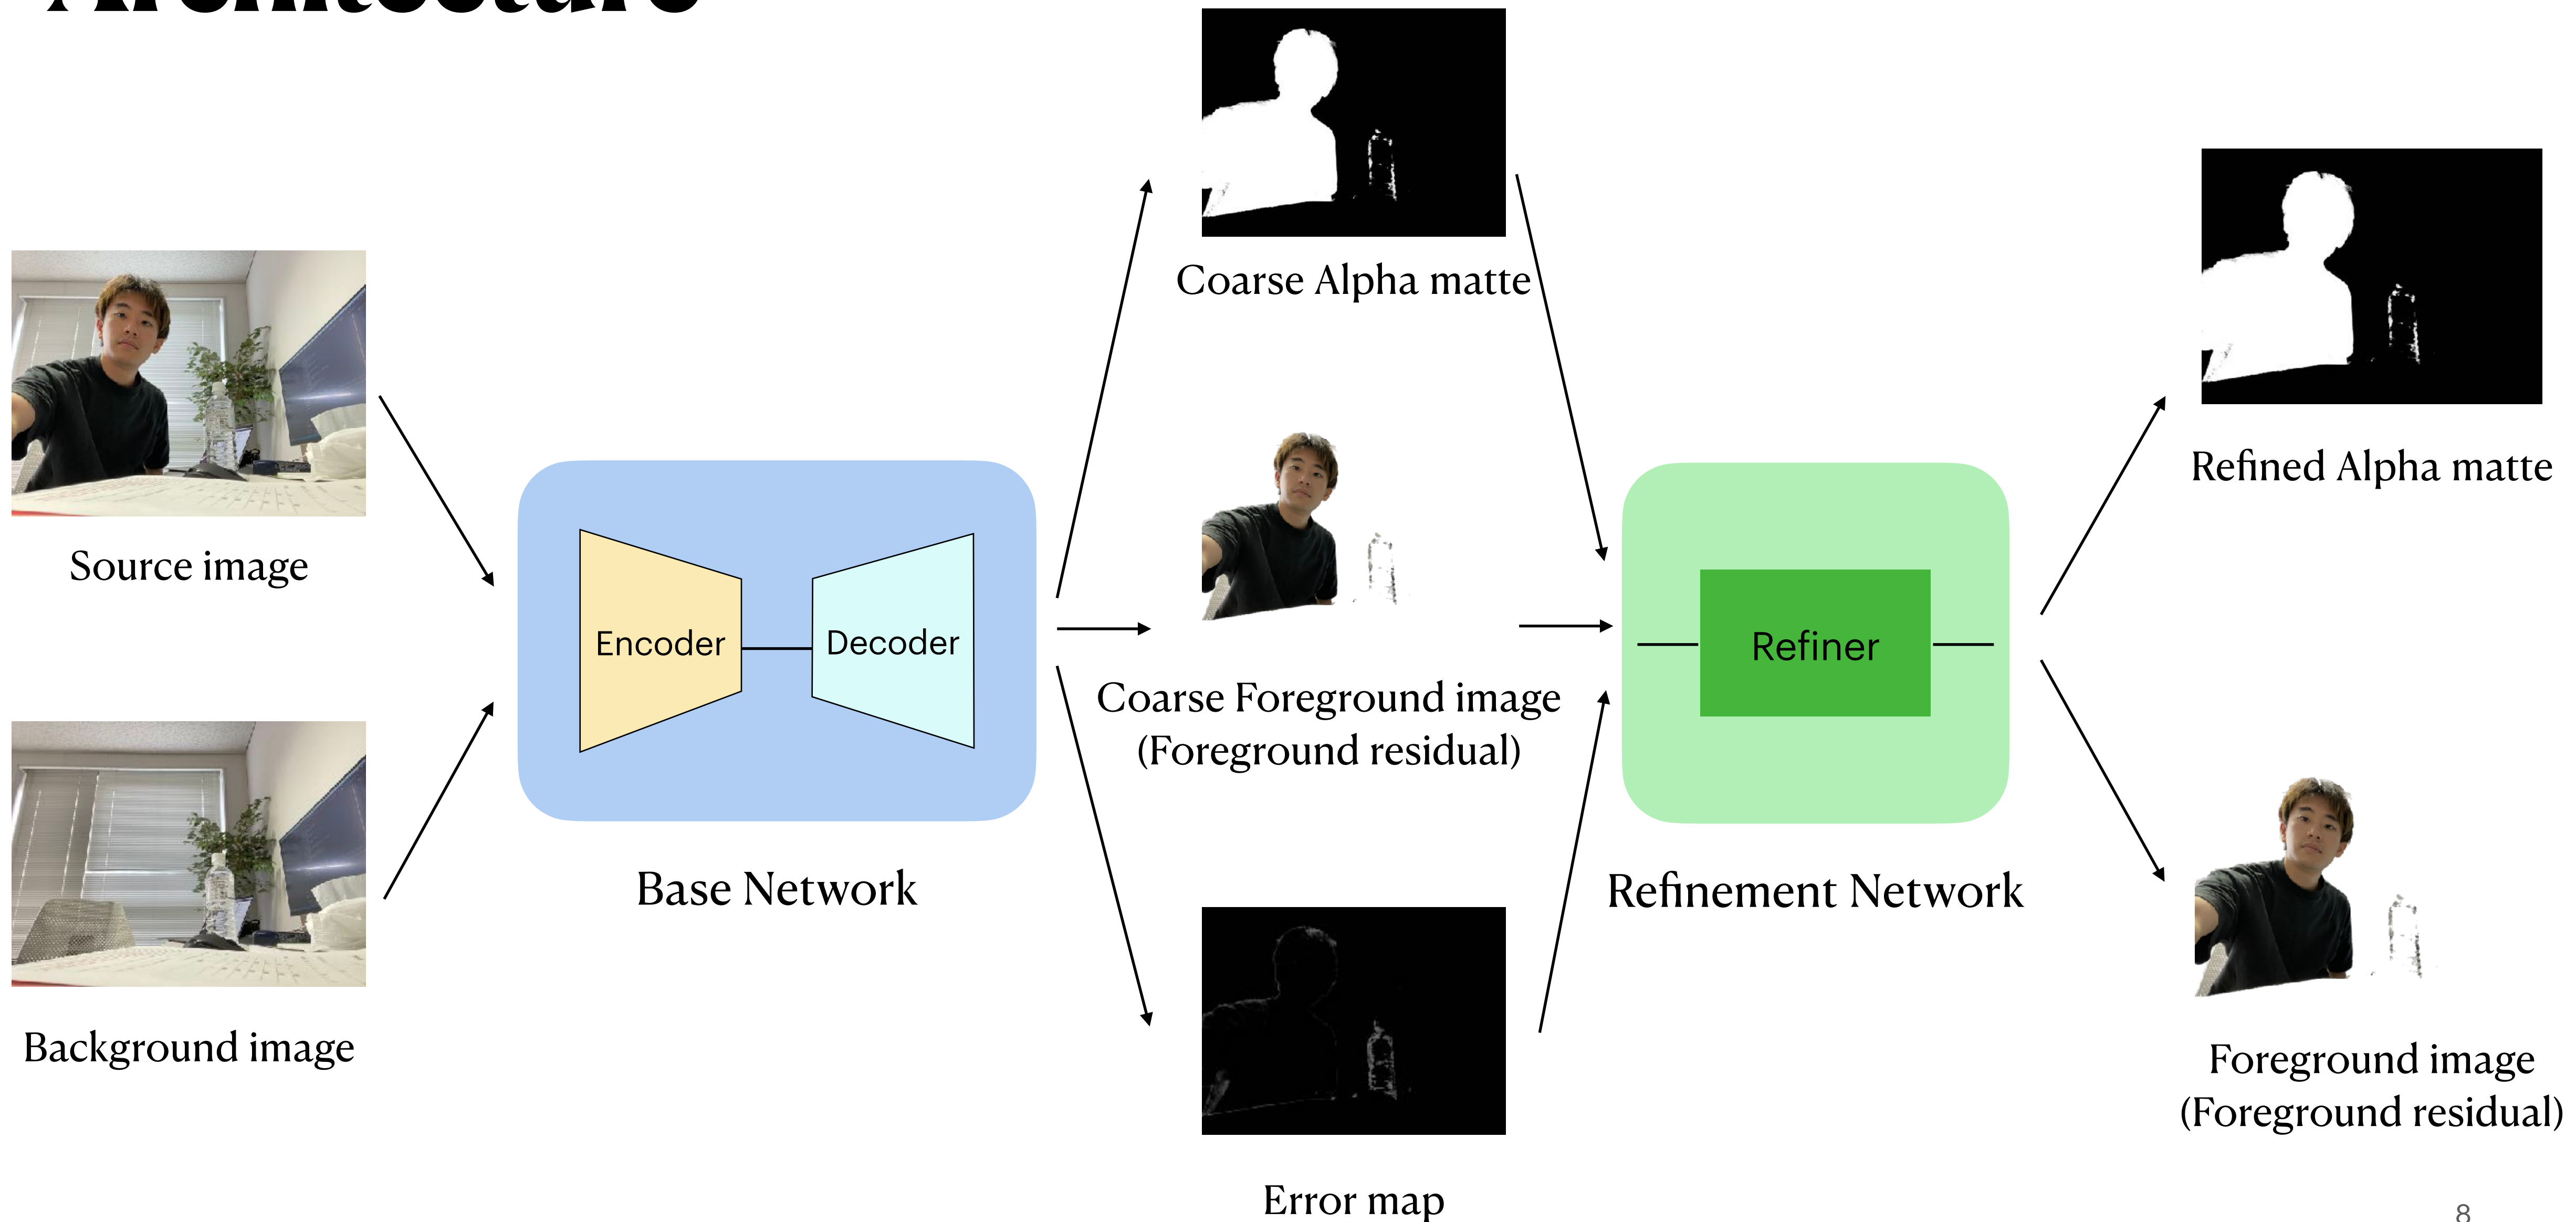 Architecture
Source image
Background image
Encoder
Decoder
Base Network
Coarse Alpha matte
Coarse Foreground image
(Foreground residual)
Error map
Refiner
Refinement Network
Refined Alpha matte
Foreground image
(Foreground residual)
8